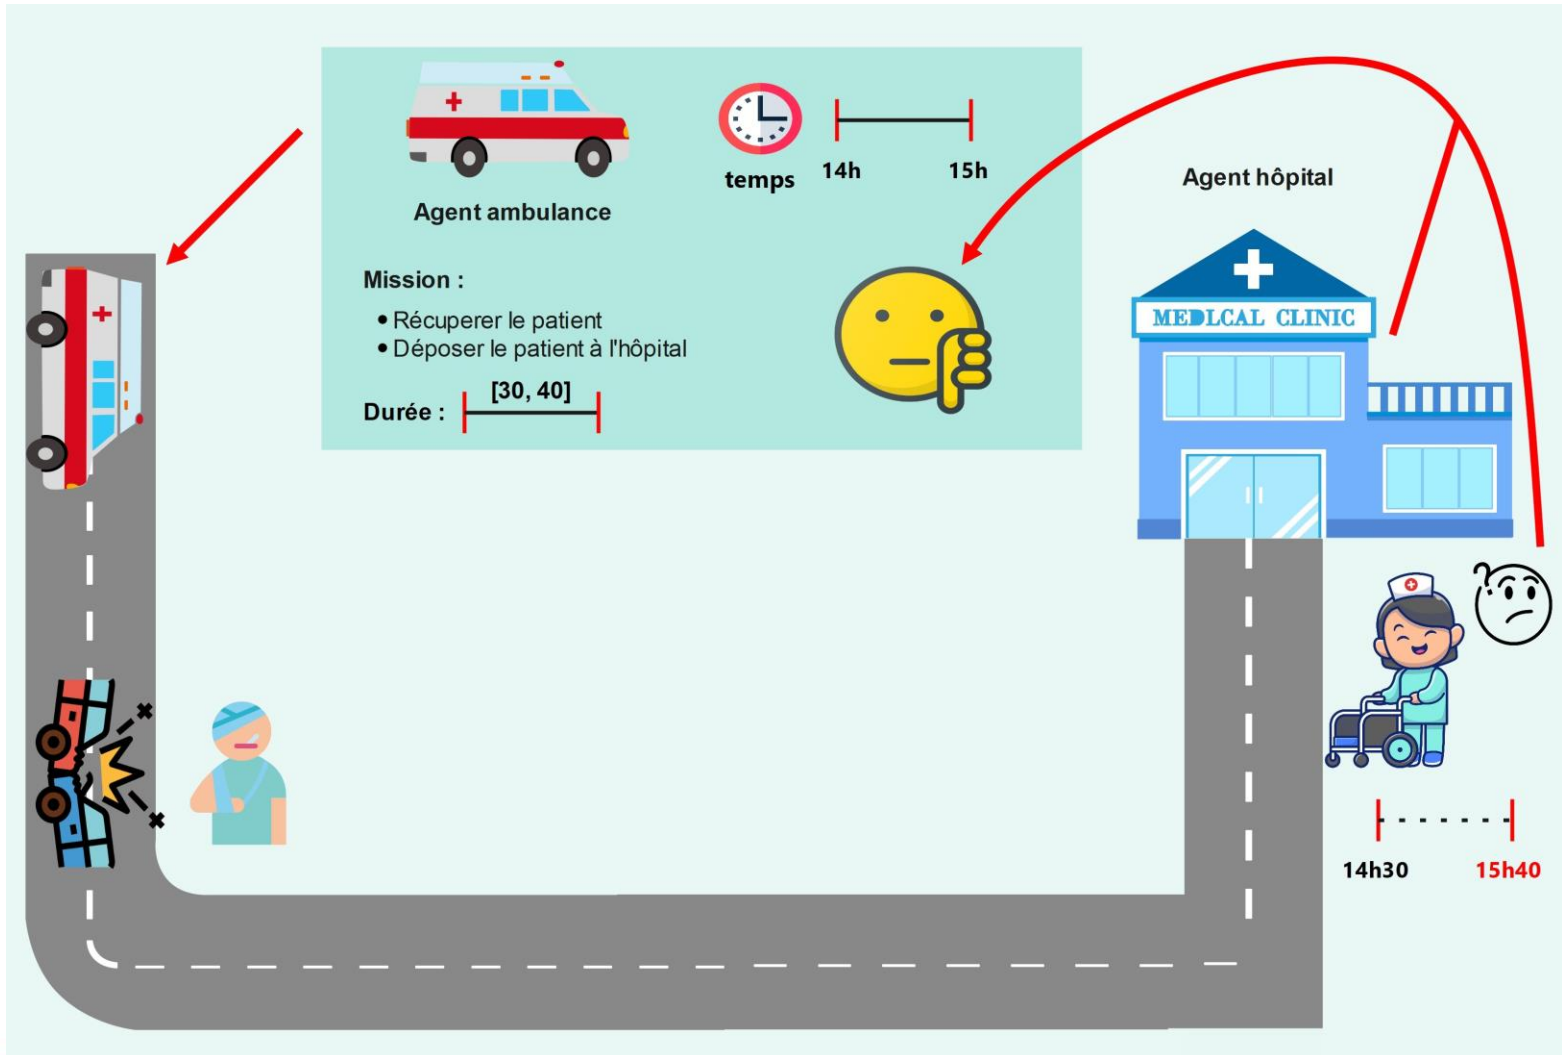 Agent ambulance
temps
14h
15h
Mission :
• Récuperer le patient
• Déposer le patient à l'hôpital
Durée :
[30, 40]
Agent hôpital
MEDLCAL CLINIC
?
14h30
15h40